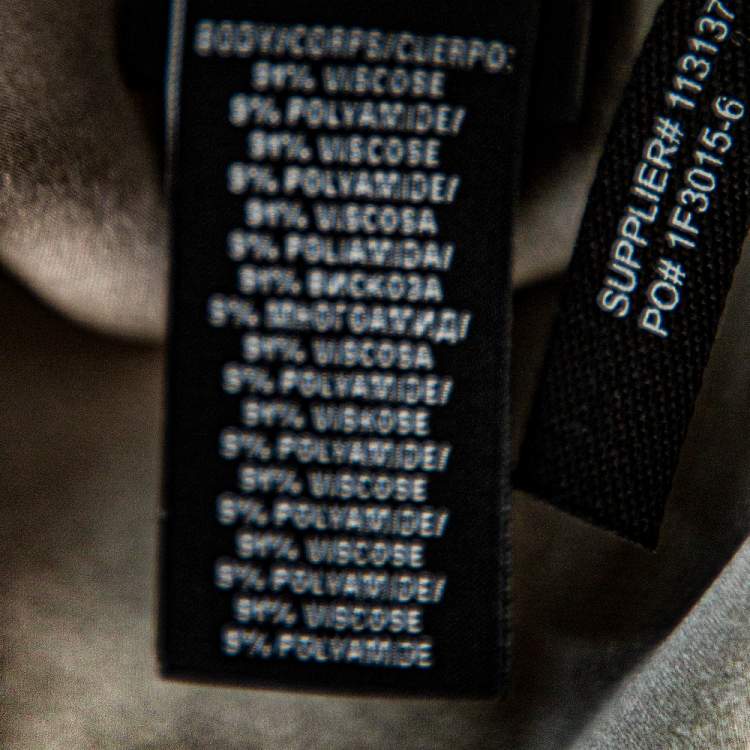 BODY/CORPS/CUERPO:
91% VISCOSE
9% POLYAMIDE/
91% VISCOSE
9% POLYAMIDE/
91% VISCOSA
9% POLIAMIDA/
91% ВИСКОЗА
9% МНОГОАМИД/
91% VISCOSA
9% POLYAMIDE/
91% VISKOSE
9% POLYAMIDE/
91% VISCOSE
9% POLYAMIDE/
91% VISCOSE
9% POLYAMIDE/
91% VISCOSE
9% POLYAMIDE
SUPPLIER# 113137
PO# 1F3015-6